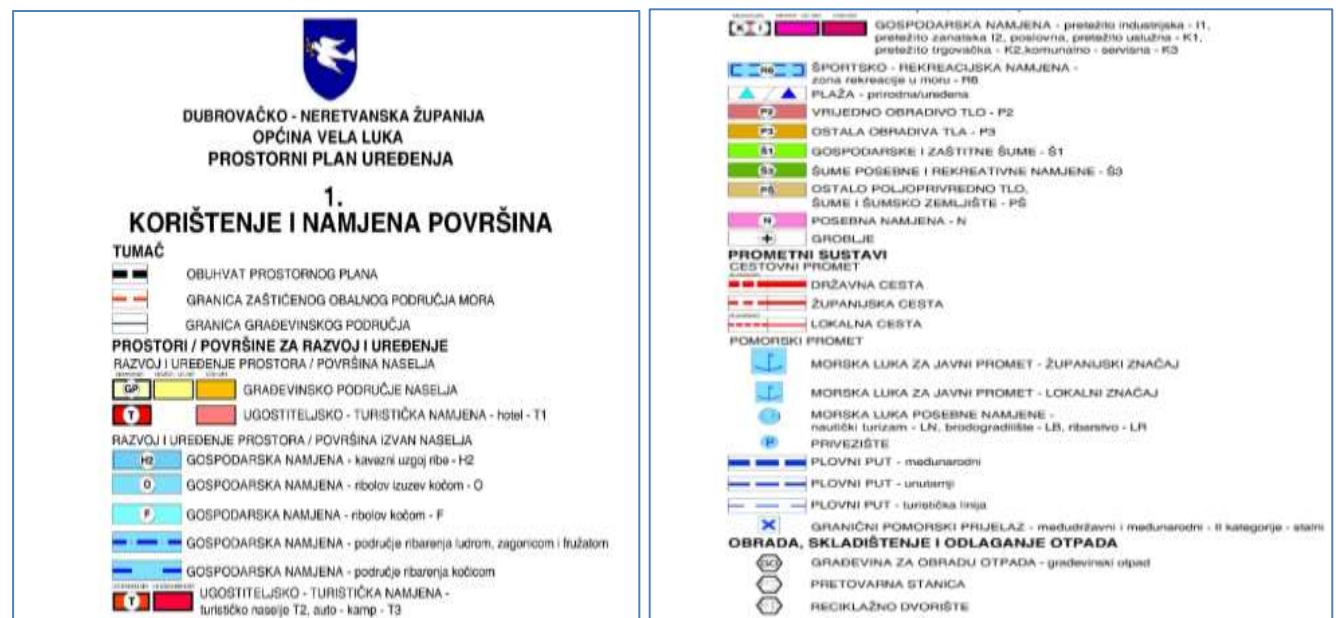 DUBROVAČKO - NERETVANSKA ŽUPANIJA
OPĆINA VELA LUKA
PROSTORNI PLAN UREĐENJA
1.
KORIŠTENJE I NAMJENA POVRŠINA
TUMAČ
OBUHVAT PROSTORNOG PLANA
GRANICA ZAŠTIĆENOG OBALNOG PODRUČJA MORA
GRANICA GRAĐEVINSKOG PODRUČJA
PROSTORI / POVRŠINE ZA RAZVOJ I UREĐENJE
RAZVOJ I UREĐENJE PROSTORA / POVRŠINA NASELJA
GP GRAĐEVINSKO PODRUČJE NASELJA
T UGOSTITELJSKO - TURISTIČKA NAMJENA - hotel - T1
RAZVOJ I UREĐENJE PROSTORA / POVRŠINA IZVAN NASELJA
H2 GOSPODARSKA NAMJENA - kavezni uzgoj ribe - H2
O GOSPODARSKA NAMJENA - ribolov izuzev koćom - O
F GOSPODARSKA NAMJENA - ribolov koćom - F
GOSPODARSKA NAMJENA - područje ribarenja ludrom, zagonicom i fružatom
GOSPODARSKA NAMJENA - područje ribarenja kočicom
T UGOSTITELJSKO - TURISTIČKA NAMJENA -
turističko naselje T2, auto - kamp - T3
K I GOSPODARSKA NAMJENA - pretežito industrijska - I1,
pretežito zanatska I2, poslovna, pretežito uslužna - K1,
pretežito trgovačka - K2,komunalno - servisna - K3
R6 ŠPORTSKO - REKREACIJSKA NAMJENA -
zona rekreacije u moru - R6
PLAŽA - prirodna/uređena
P2 VRIJEDNO OBRADIVO TLO - P2
P3 OSTALA OBRADIVA TLA - P3
Š1 GOSPODARSKE I ZAŠTITNE ŠUME - Š1
Š3 ŠUME POSEBNE I REKREATIVNE NAMJENE - Š3
PŠ OSTALO POLJOPRIVREDNO TLO,
ŠUME I ŠUMSKO ZEMLJIŠTE - PŠ
N POSEBNA NAMJENA - N
GROBLJE
PROMETNI SUSTAVI
CESTOVNI PROMET
DRŽAVNA CESTA
ŽUPANIJSKA CESTA
LOKALNA CESTA
POMORSKI PROMET
MORSKA LUKA ZA JAVNI PROMET - ŽUPANIJSKI ZNAČAJ
MORSKA LUKA ZA JAVNI PROMET - LOKALNI ZNAČAJ
MORSKA LUKA POSEBNE NAMJENE -
nautički turizam - LN, brodogradilište - LB, ribarstvo - LR
P PRIVEZIŠTE
PLOVNI PUT - međunarodni
PLOVNI PUT - unutarnji
PLOVNI PUT - turistička linija
GRANIČNI POMORSKI PRIJELAZ - međudržavni i međunarodni - II kategorije - stalni
OBRADA, SKLADIŠTENJE I ODLAGANJE OTPADA
GRAĐEVINA ZA OBRADU OTPADA - građevinski otpad
PRETOVARNA STANICA
RECIKLAŽNO DVORIŠTE